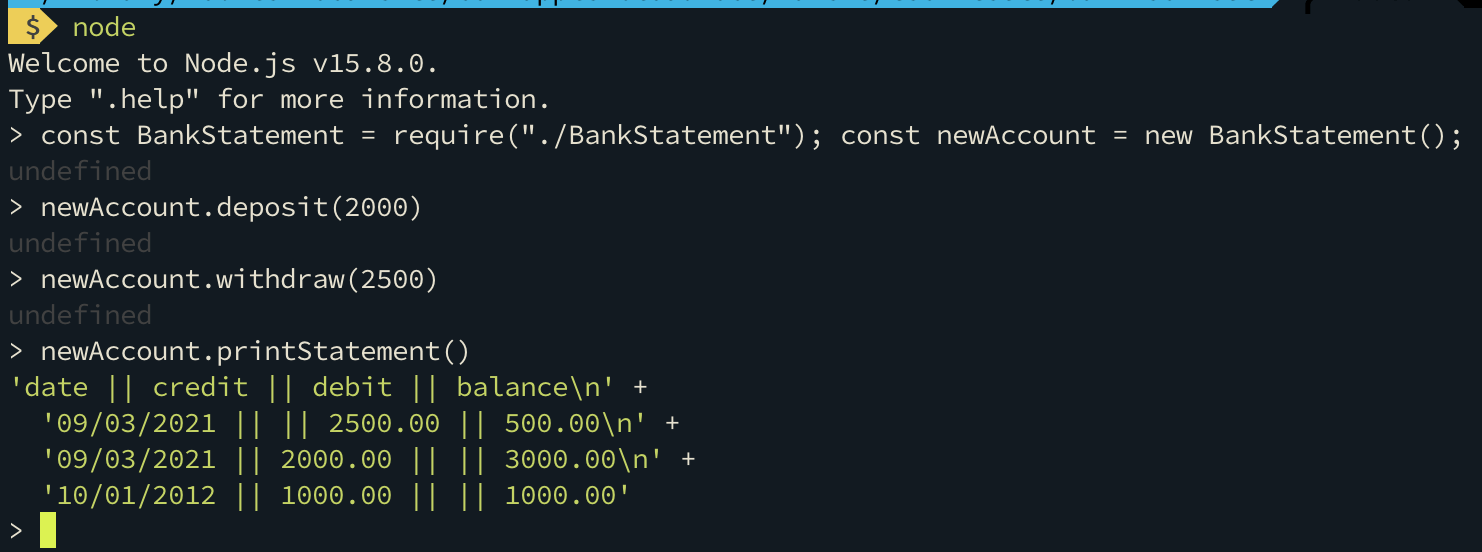 $ node
Welcome to Node.js v15.8.0.
Type ".help" for more information.
> const BankStatement = require("./BankStatement"); const newAccount = new BankStatement();
undefined
> newAccount.deposit(2000)
undefined
> newAccount.withdraw(2500)
undefined
> newAccount.printStatement()
'date || credit || debit || balance\n' +
  '09/03/2021 || || 2500.00 || 500.00\n' +
  '09/03/2021 || 2000.00 || || 3000.00\n' +
  '10/01/2012 || 1000.00 || || 1000.00'
>